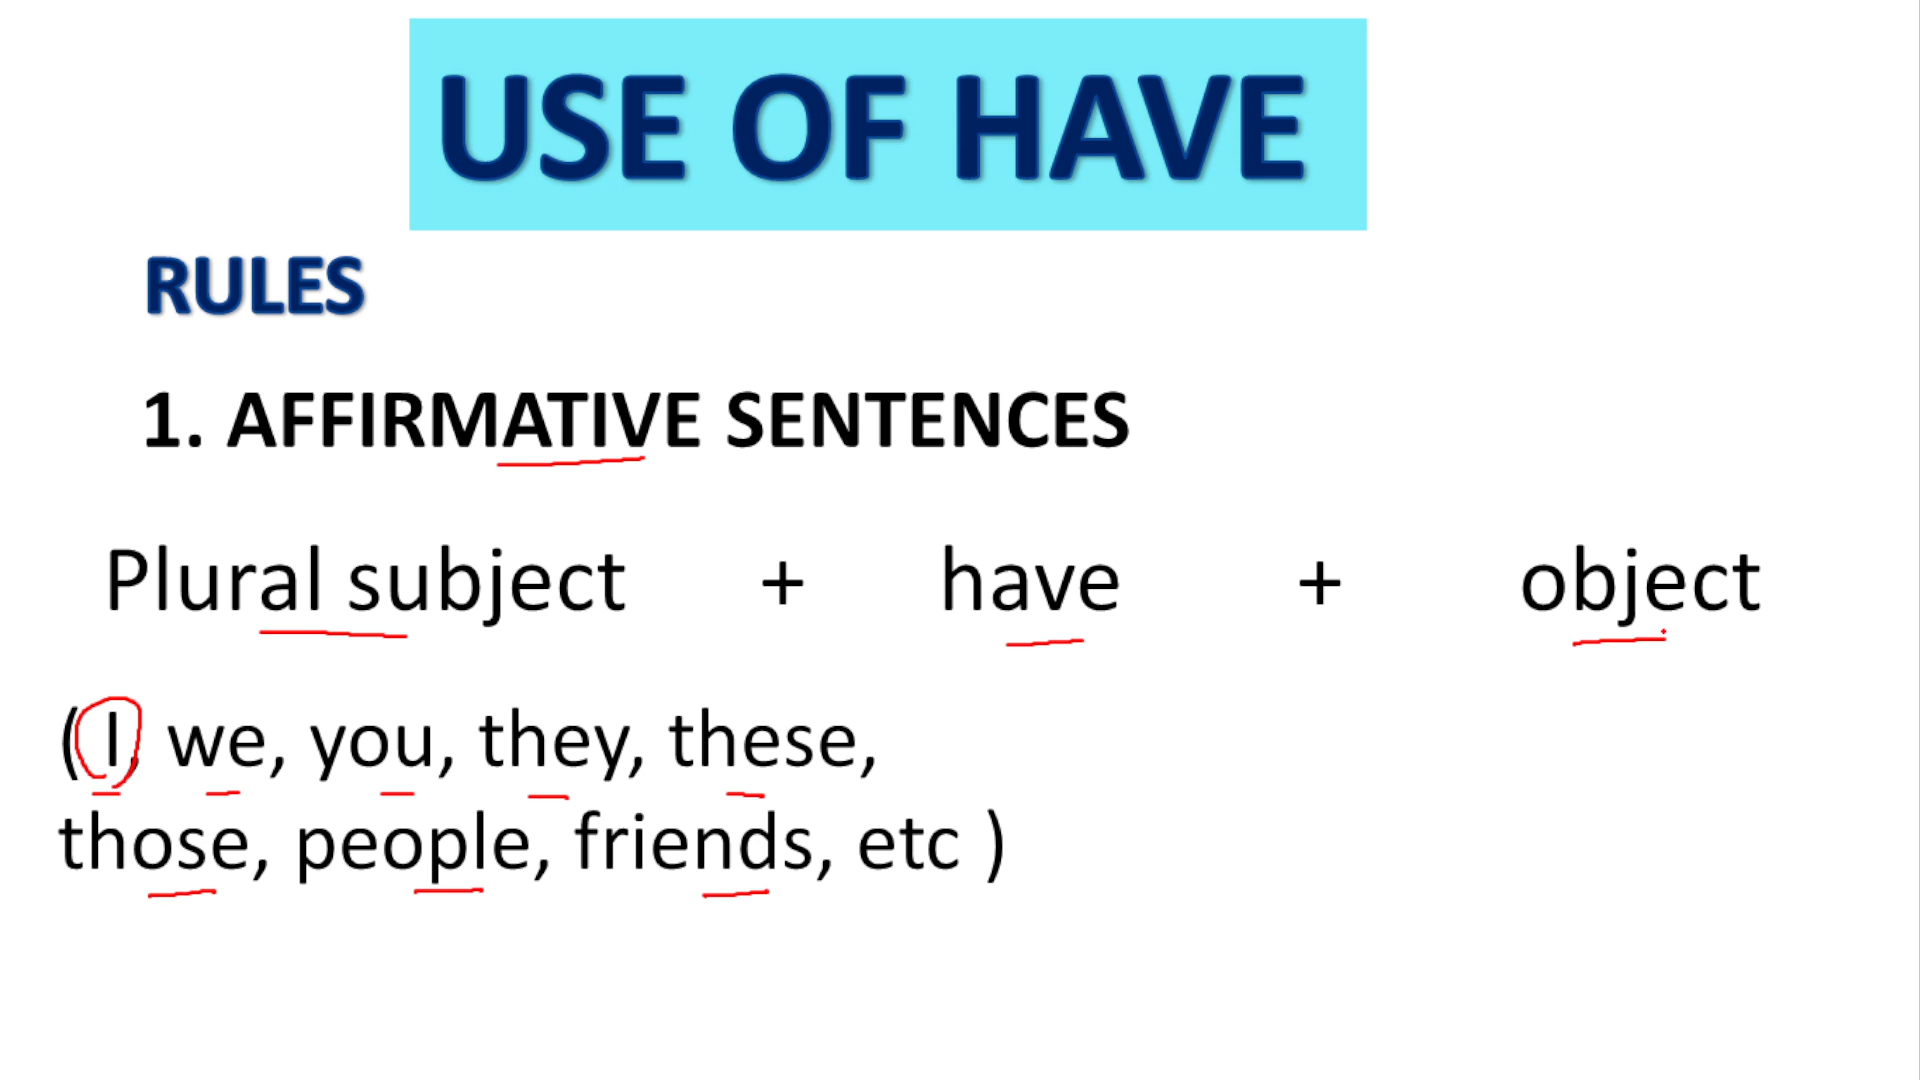 USE OF HAVE
RULES
1. AFFIRMATIVE SENTENCES
Plural subject + have + object
( I, we, you, they, these,
those, people, friends, etc )